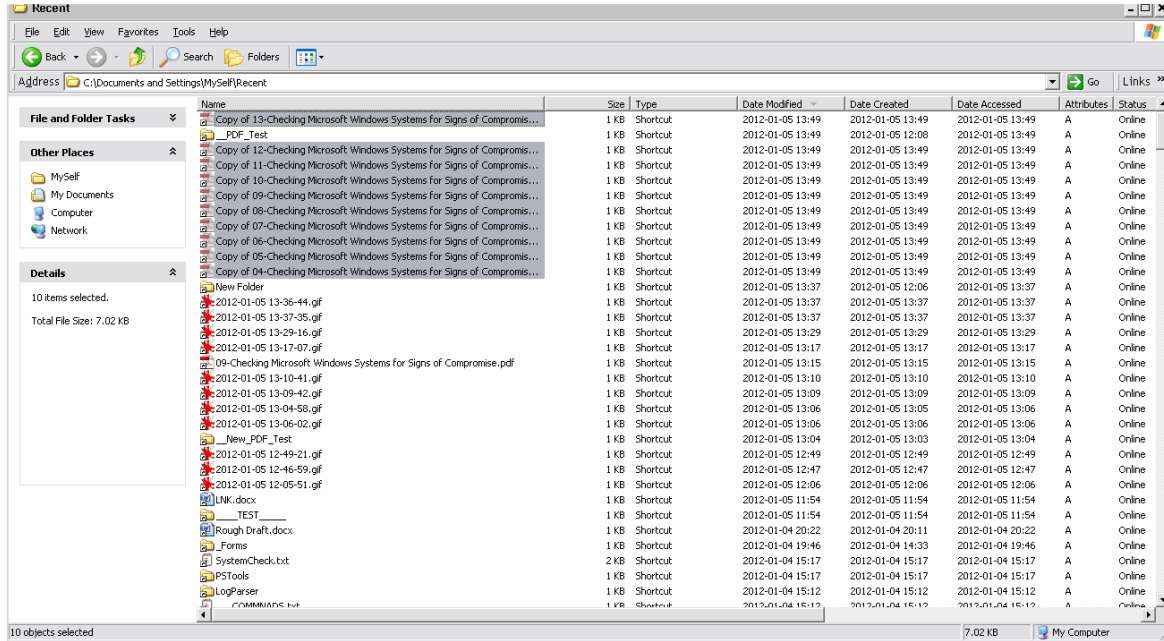 Recent
File Edit View Favorites Tools Help
Back Search Folders
Address C:\Documents and Settings\MySelf\Recent Go Links »
File and Folder Tasks
Other Places
MySelf
My Documents
Computer
Network
Details
10 items selected.
Total File Size: 7.02 KB
Name Size Type Date Modified Date Created Date Accessed Attributes Status
Copy of 13-Checking Microsoft Windows Systems for Signs of Compromis... 1 KB Shortcut 2012-01-05 13:49 2012-01-05 13:49 2012-01-05 13:49 A Online
__PDF_Test 1 KB Shortcut 2012-01-05 13:49 2012-01-05 12:08 2012-01-05 13:49 A Online
Copy of 12-Checking Microsoft Windows Systems for Signs of Compromis... 1 KB Shortcut 2012-01-05 13:49 2012-01-05 13:49 2012-01-05 13:49 A Online
Copy of 11-Checking Microsoft Windows Systems for Signs of Compromis... 1 KB Shortcut 2012-01-05 13:49 2012-01-05 13:49 2012-01-05 13:49 A Online
Copy of 10-Checking Microsoft Windows Systems for Signs of Compromis... 1 KB Shortcut 2012-01-05 13:49 2012-01-05 13:49 2012-01-05 13:49 A Online
Copy of 09-Checking Microsoft Windows Systems for Signs of Compromis... 1 KB Shortcut 2012-01-05 13:49 2012-01-05 13:49 2012-01-05 13:49 A Online
Copy of 08-Checking Microsoft Windows Systems for Signs of Compromis... 1 KB Shortcut 2012-01-05 13:49 2012-01-05 13:49 2012-01-05 13:49 A Online
Copy of 07-Checking Microsoft Windows Systems for Signs of Compromis... 1 KB Shortcut 2012-01-05 13:49 2012-01-05 13:49 2012-01-05 13:49 A Online
Copy of 06-Checking Microsoft Windows Systems for Signs of Compromis... 1 KB Shortcut 2012-01-05 13:49 2012-01-05 13:49 2012-01-05 13:49 A Online
Copy of 05-Checking Microsoft Windows Systems for Signs of Compromis... 1 KB Shortcut 2012-01-05 13:49 2012-01-05 13:49 2012-01-05 13:49 A Online
Copy of 04-Checking Microsoft Windows Systems for Signs of Compromis... 1 KB Shortcut 2012-01-05 13:49 2012-01-05 13:49 2012-01-05 13:49 A Online
New Folder 1 KB Shortcut 2012-01-05 13:37 2012-01-05 12:06 2012-01-05 13:37 A Online
2012-01-05 13-36-44.gif 1 KB Shortcut 2012-01-05 13:37 2012-01-05 13:37 2012-01-05 13:37 A Online
2012-01-05 13-37-35.gif 1 KB Shortcut 2012-01-05 13:37 2012-01-05 13:37 2012-01-05 13:37 A Online
2012-01-05 13-29-16.gif 1 KB Shortcut 2012-01-05 13:29 2012-01-05 13:29 2012-01-05 13:29 A Online
2012-01-05 13-17-07.gif 1 KB Shortcut 2012-01-05 13:17 2012-01-05 13:17 2012-01-05 13:17 A Online
09-Checking Microsoft Windows Systems for Signs of Compromise.pdf 1 KB Shortcut 2012-01-05 13:15 2012-01-05 13:15 2012-01-05 13:15 A Online
2012-01-05 13-10-41.gif 1 KB Shortcut 2012-01-05 13:10 2012-01-05 13:10 2012-01-05 13:10 A Online
2012-01-05 13-09-42.gif 1 KB Shortcut 2012-01-05 13:09 2012-01-05 13:09 2012-01-05 13:09 A Online
2012-01-05 13-04-58.gif 1 KB Shortcut 2012-01-05 13:06 2012-01-05 13:05 2012-01-05 13:06 A Online
2012-01-05 13-06-02.gif 1 KB Shortcut 2012-01-05 13:06 2012-01-05 13:06 2012-01-05 13:06 A Online
__New_PDF_Test 1 KB Shortcut 2012-01-05 13:04 2012-01-05 13:03 2012-01-05 13:04 A Online
2012-01-05 12-49-21.gif 1 KB Shortcut 2012-01-05 12:49 2012-01-05 12:49 2012-01-05 12:49 A Online
2012-01-05 12-46-59.gif 1 KB Shortcut 2012-01-05 12:47 2012-01-05 12:47 2012-01-05 12:47 A Online
2012-01-05 12-05-51.gif 1 KB Shortcut 2012-01-05 12:06 2012-01-05 12:06 2012-01-05 12:06 A Online
LNK.docx 1 KB Shortcut 2012-01-05 11:54 2012-01-05 11:54 2012-01-05 11:54 A Online
____TEST_____ 1 KB Shortcut 2012-01-05 11:54 2012-01-05 11:54 2012-01-05 11:54 A Online
Rough Draft.docx 1 KB Shortcut 2012-01-04 20:22 2012-01-04 20:11 2012-01-04 20:22 A Online
_Forms 1 KB Shortcut 2012-01-04 19:46 2012-01-04 14:33 2012-01-04 19:46 A Online
SystemCheck.txt 2 KB Shortcut 2012-01-04 15:17 2012-01-04 15:17 2012-01-04 15:17 A Online
PSTools 1 KB Shortcut 2012-01-04 15:17 2012-01-04 15:17 2012-01-04 15:17 A Online
LogParser 1 KB Shortcut 2012-01-04 15:12 2012-01-04 15:12 2012-01-04 15:12 A Online
COMMNADS.txt 1 KB Shortcut 2012-01-04 15:12 2012-01-04 15:12 2012-01-04 15:12 A Online
10 objects selected 7.02 KB My Computer